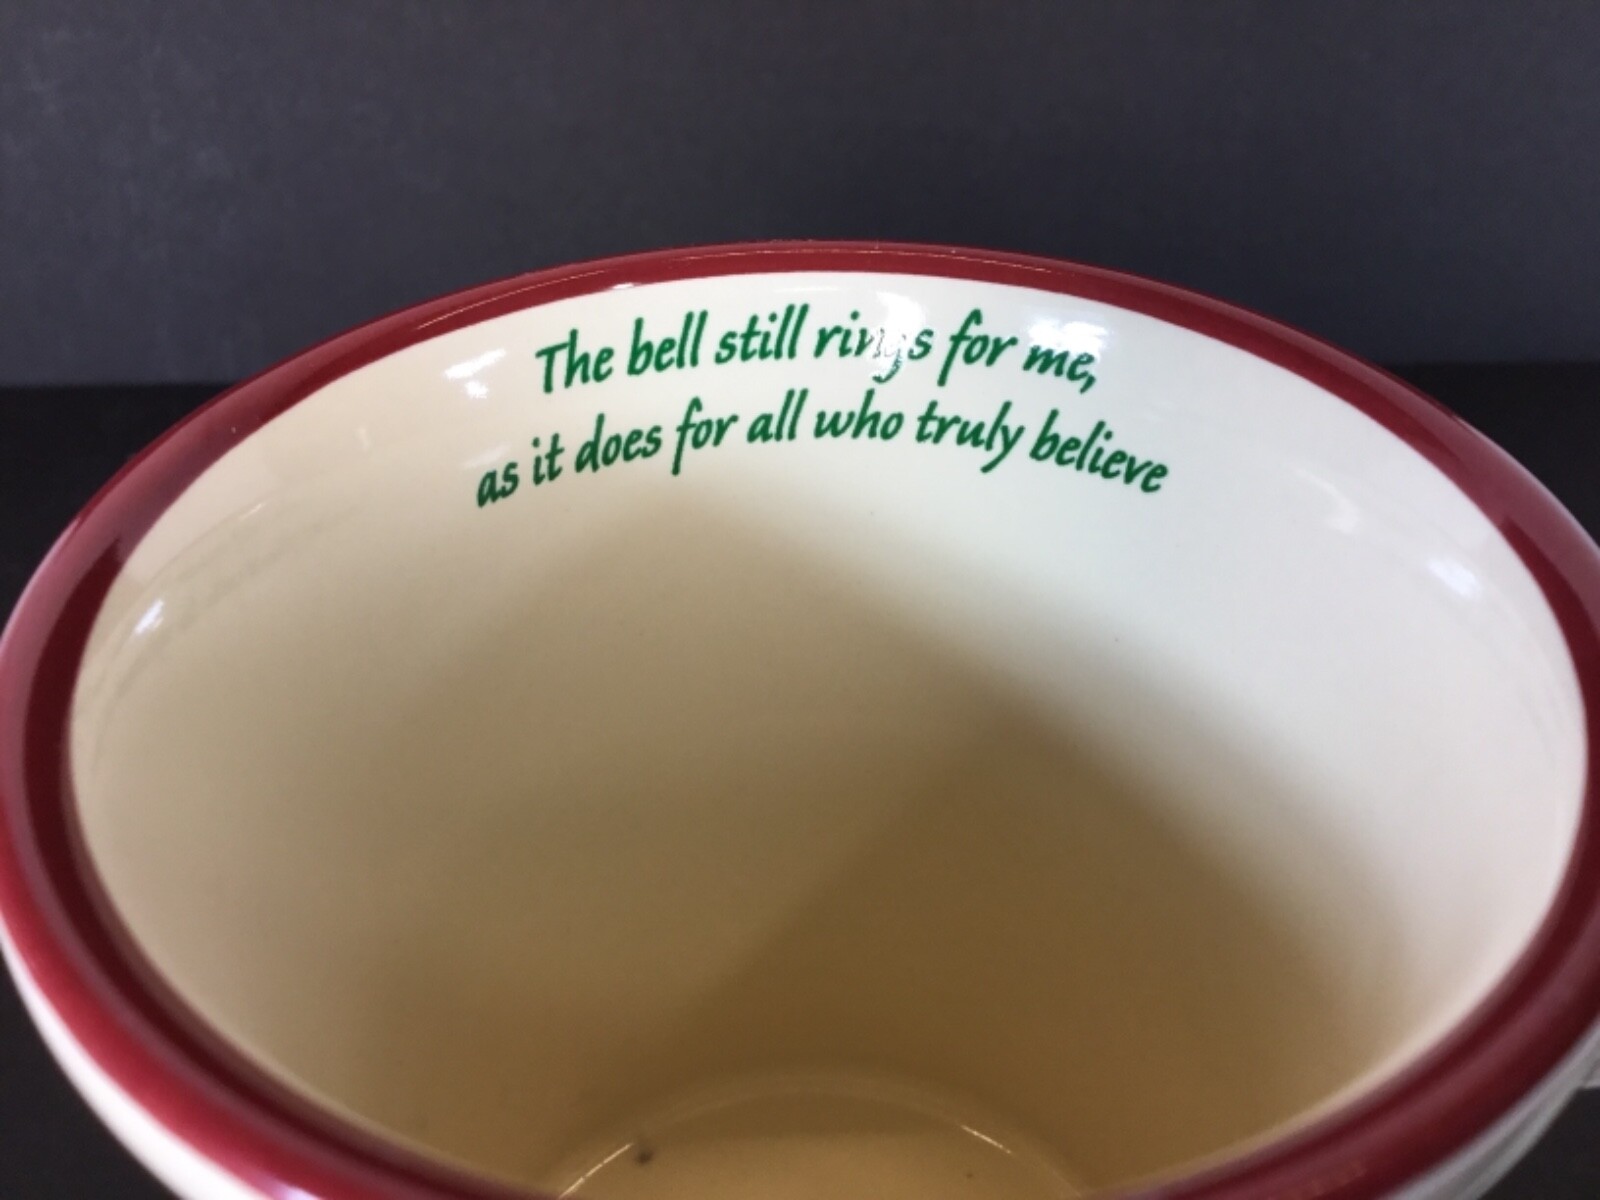 The bell still rings for me,
as it does for all who truly believe